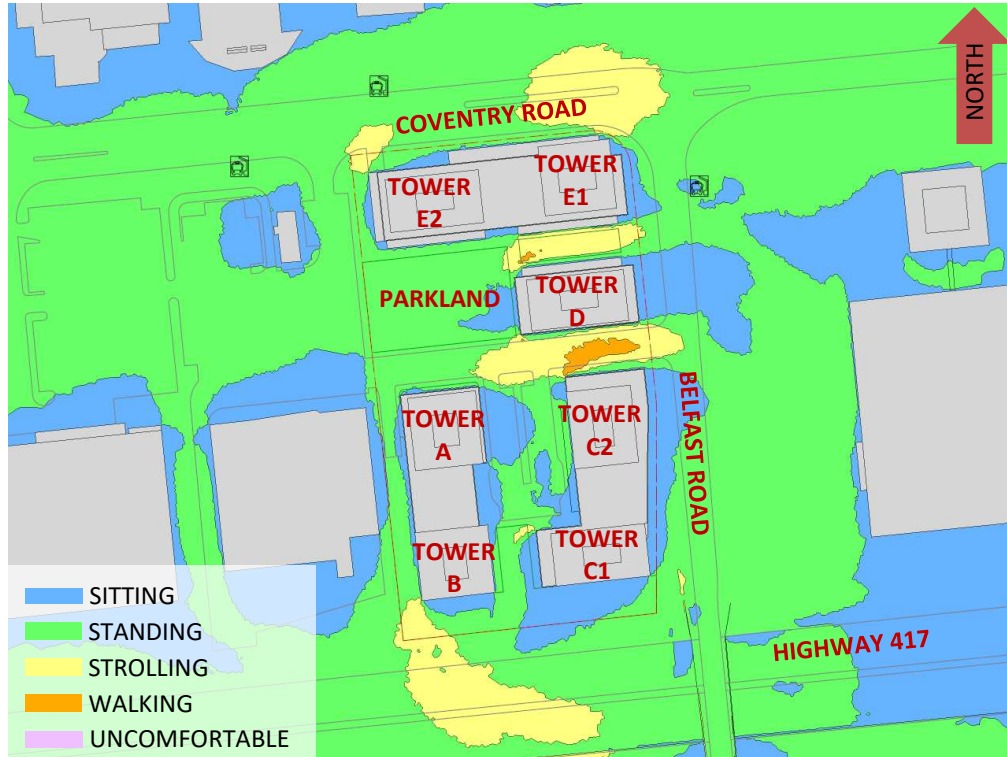 NORTH
COVENTRY ROAD
TOWER
E2
TOWER
E1
PARKLAND
TOWER
D
TOWER
A
TOWER
C2
BELFAST ROAD
TOWER
B
TOWER
C1
HIGHWAY 417
SITTING
STANDING
STROLLING
WALKING
UNCOMFORTABLE